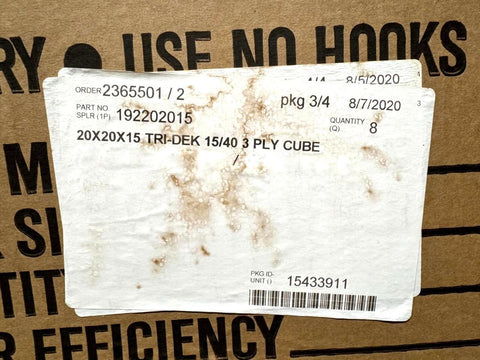 RY ● USE NO HOOKS
4/4 8/5/2020
ORDER 2365501 / 2
pkg 3/4 8/7/2020
PART NO.
SPLR (1P) 192202015
QUANTITY
(Q) 8
20X20X15 TRI-DEK 15/40 3 PLY CUBE
/
M
R SI
TIT
R EFFICIENCY
PKG ID-
UNIT () 15433911